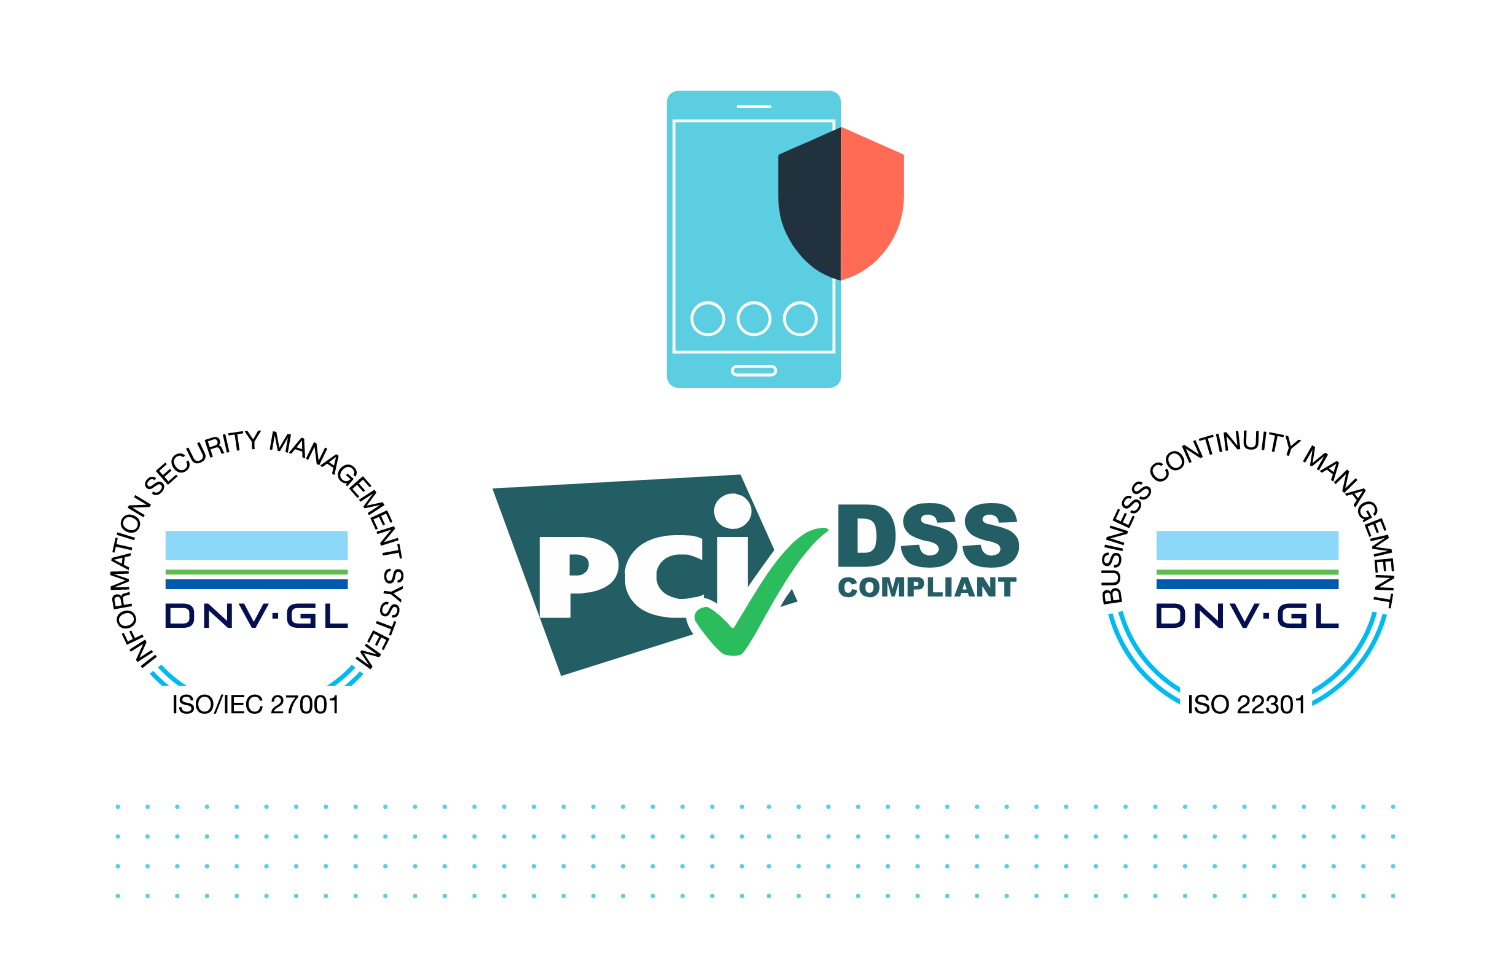 INFORMATION SECURITY MANAGEMENT SYSTEM
DNV·GL
ISO/IEC 27001
PCi
DSS
COMPLIANT
BUSINESS CONTINUITY MANAGEMENT
DNV·GL
ISO 22301